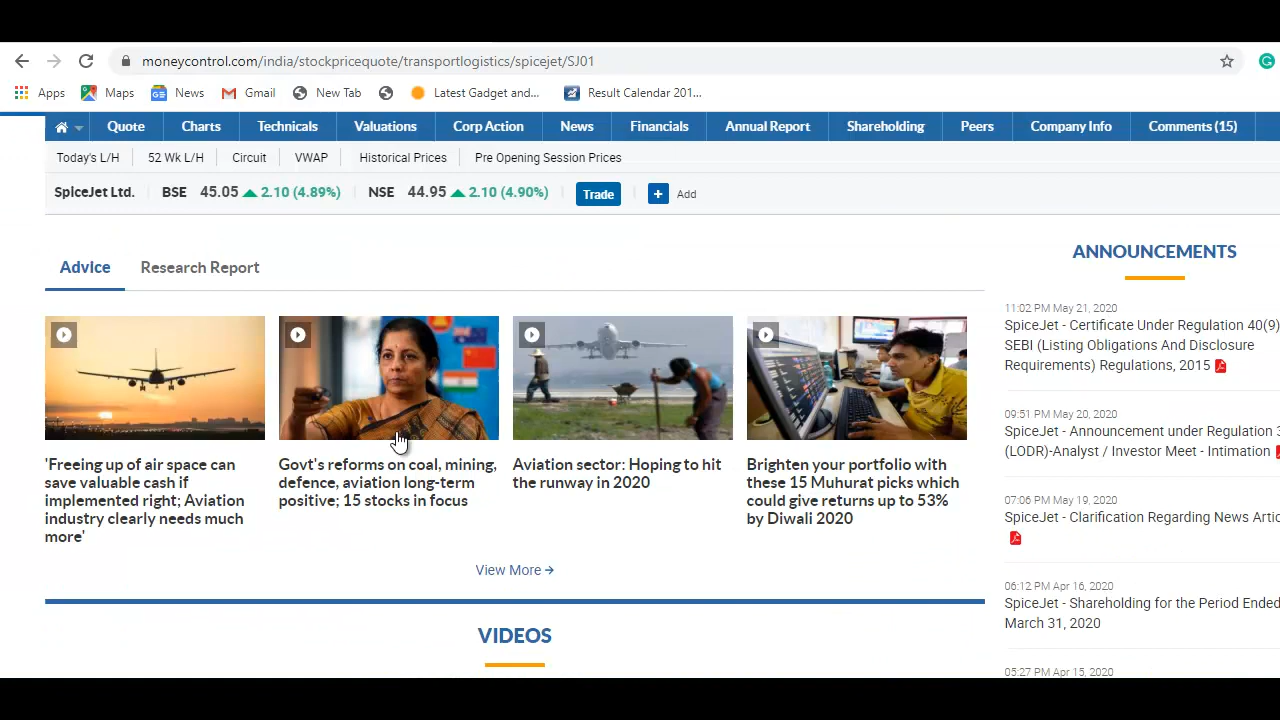 moneycontrol.com/india/stockpricequote/transportlogistics/spicejet/SJ01
Apps Maps News Gmail New Tab Latest Gadget and... Result Calendar 201...
Quote Charts Technicals Valuations Corp Action News Financials Annual Report Shareholding Peers Company Info Comments (15)
Today's L/H 52 Wk L/H Circuit VWAP Historical Prices Pre Opening Session Prices
SpiceJet Ltd. BSE 45.05 2.10 (4.89%) NSE 44.95 2.10 (4.90%) Trade + Add
Advice Research Report
'Freeing up of air space can
save valuable cash if
implemented right; Aviation
industry clearly needs much
more'
Govt's reforms on coal, mining,
defence, aviation long-term
positive; 15 stocks in focus
Aviation sector: Hoping to hit
the runway in 2020
Brighten your portfolio with
these 15 Muhurat picks which
could give returns up to 53%
by Diwali 2020
View More →
VIDEOS
ANNOUNCEMENTS
11:02 PM May 21, 2020
SpiceJet - Certificate Under Regulation 40(9)
SEBI (Listing Obligations And Disclosure
Requirements) Regulations, 2015
09:51 PM May 20, 2020
SpiceJet - Announcement under Regulation 3
(LODR)-Analyst / Investor Meet - Intimation
07:06 PM May 19, 2020
SpiceJet - Clarification Regarding News Artic
06:12 PM Apr 16, 2020
SpiceJet - Shareholding for the Period Ended
March 31, 2020
05:27 PM Apr 15, 2020